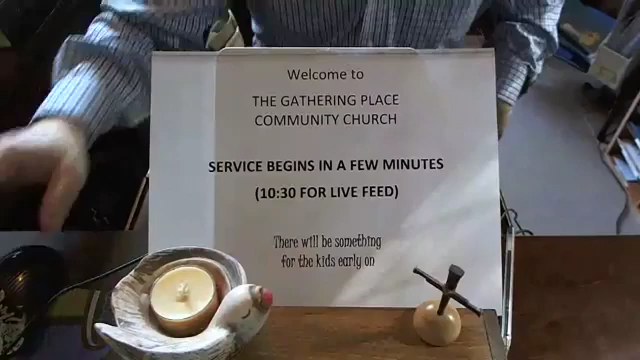 Welcome to
THE GATHERING PLACE
COMMUNITY CHURCH
SERVICE BEGINS IN A FEW MINUTES
(10:30 FOR LIVE FEED)
There will be something
for the kids early on